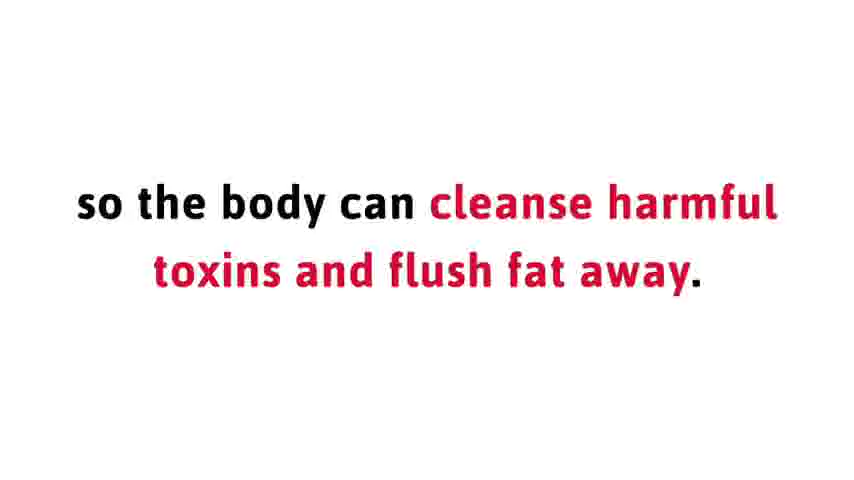 so the body can cleanse harmful
toxins and flush fat away.